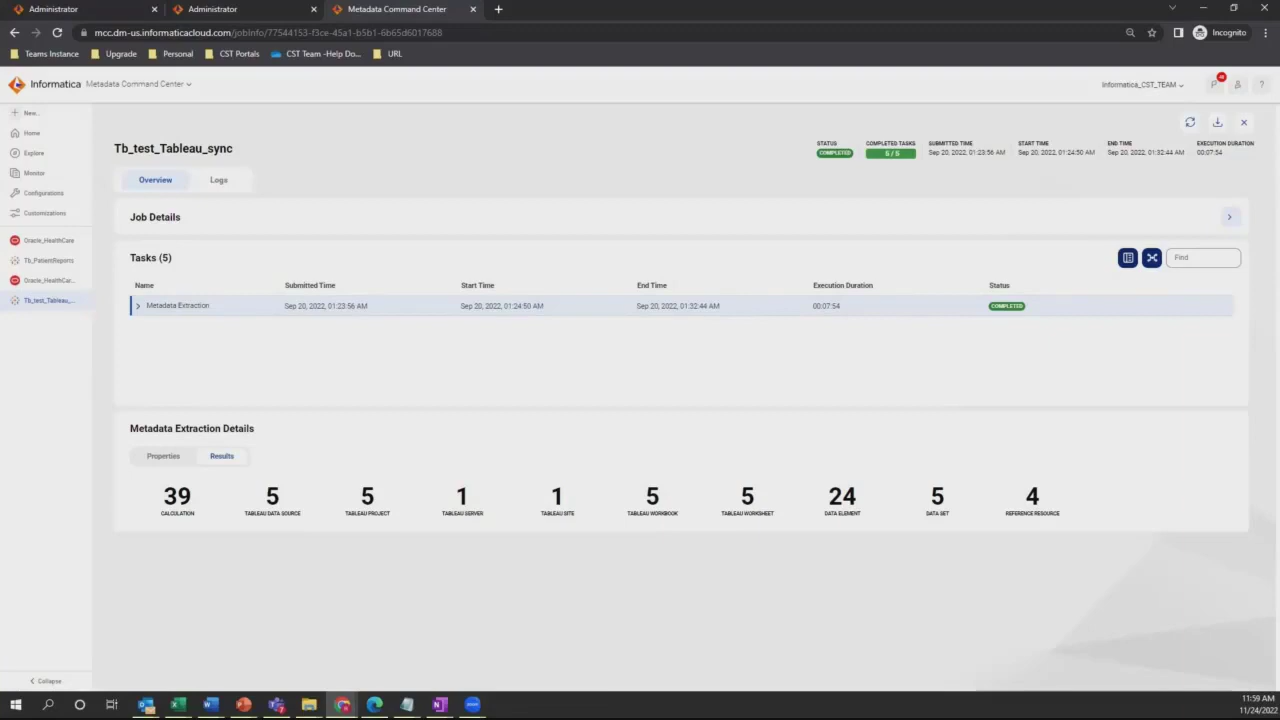 Administrator
Administrator
Metadata Command Center
mcc.dm-us.informaticacloud.com/jobInfo/77544153-f3ce-45a1-b5b1-6b65d6017688
Incognito
Teams Instance Upgrade Personal CST Portals CST Team -Help Do... URL
Informatica Metadata Command Center
Informatica_CST_TEAM
New...
Home
Explore
Monitor
Configurations
Customizations
Oracle_HealthCare
Tb_PatientReports
Oracle_HealthCar...
Tb_test_Tableau_...
Collapse
Tb_test_Tableau_sync
STATUS COMPLETED TASKS SUBMITTED TIME START TIME END TIME EXECUTION DURATION
COMPLETED 5 / 5 Sep 20, 2022, 01:23:56 AM Sep 20, 2022, 01:24:50 AM Sep 20, 2022, 01:32:44 AM 00:07:54
Overview Logs
Job Details
Tasks (5)
Find
Name Submitted Time Start Time End Time Execution Duration Status
Metadata Extraction Sep 20, 2022, 01:23:56 AM Sep 20, 2022, 01:24:50 AM Sep 20, 2022, 01:32:44 AM 00:07:54 COMPLETED
Metadata Extraction Details
Properties Results
39 5 5 1 1 5 5 24 5 4
CALCULATION TABLEAU DATA SOURCE TABLEAU PROJECT TABLEAU SERVER TABLEAU SITE TABLEAU WORKBOOK TABLEAU WORKSHEET DATA ELEMENT DATA SET REFERENCE RESOURCE
11:59 AM
11/24/2022